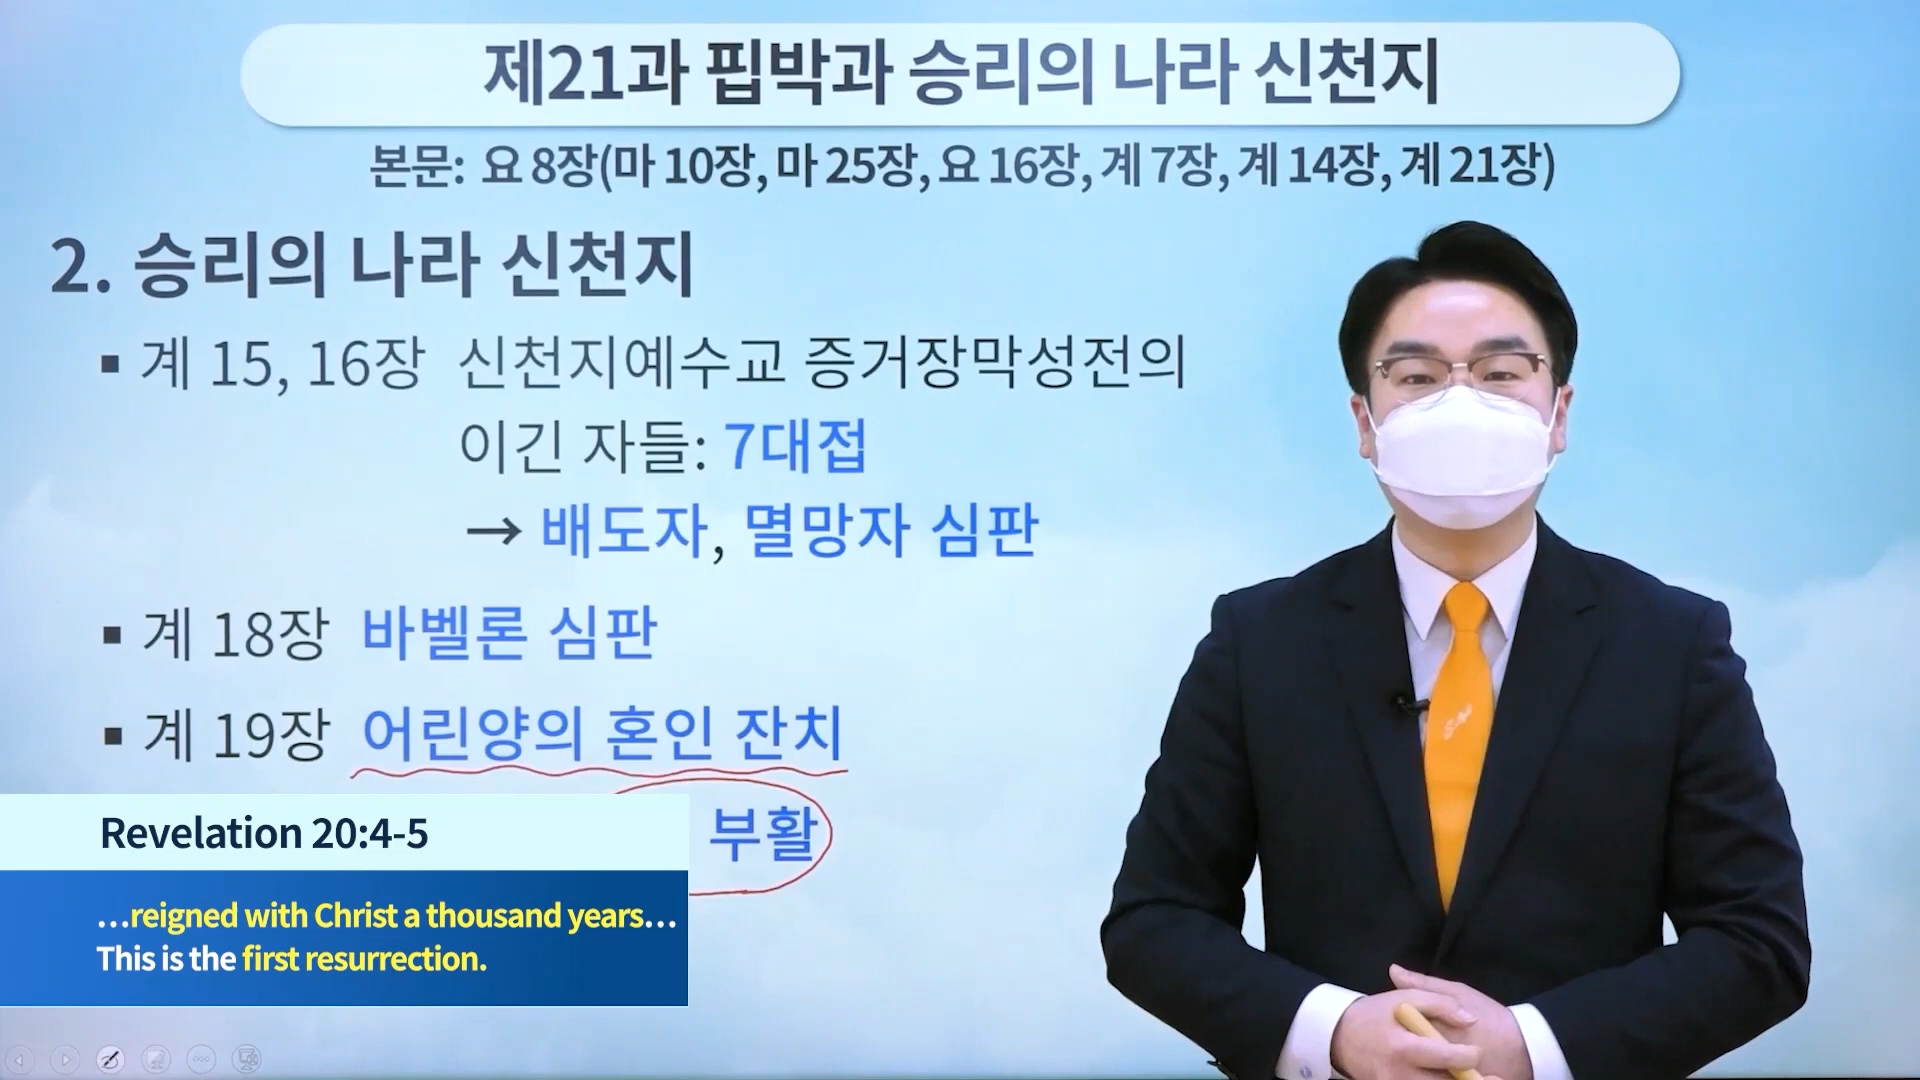 제21과 핍박과 승리의 나라 신천지
본문: 요 8장(마 10장, 마 25장, 요 16장, 계 7장, 계 14장, 계 21장)
2. 승리의 나라 신천지
▪ 계 15, 16장 신천지예수교 증거장막성전의
이긴 자들: 7대접
→ 배도자, 멸망자 심판
▪ 계 18장 바벨론 심판
▪ 계 19장 어린양의 혼인 잔치
부활
Revelation 20:4-5
…reigned with Christ a thousand years…
This is the first resurrection.